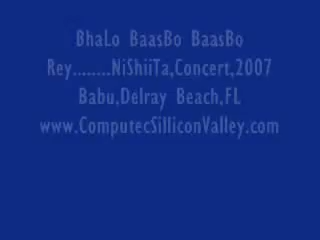 BhaLo BaasBo BaasBo
Rey........NiShiiTa,Concert,2007
Babu,Delray Beach,FL
www.ComputecSilliconValley.com